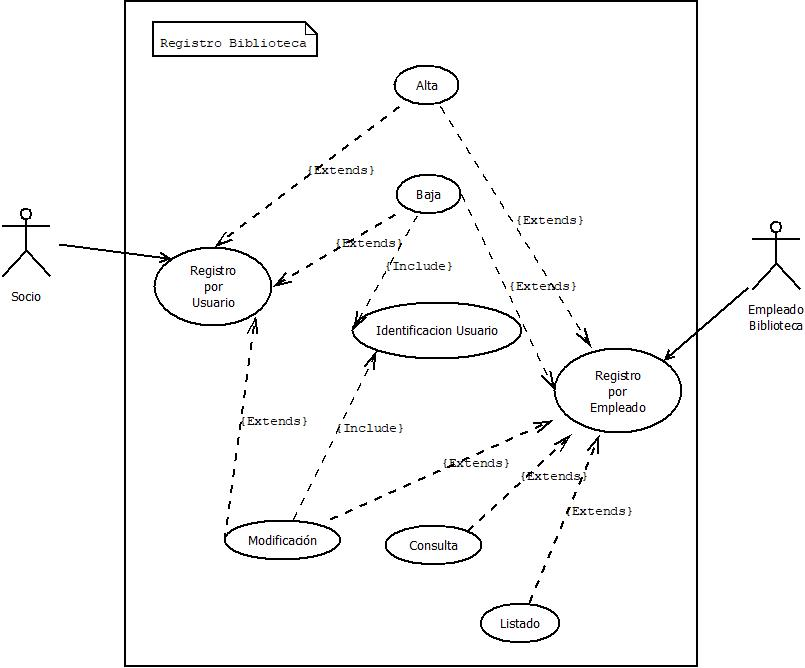 Registro Biblioteca
Alta
{Extends}
Baja
{Extends}
{Extends}
{Include}
Registro
por
Usuario
Socio
{Extends}
Empleado
Biblioteca
Identificacion Usuario
Registro
por
Empleado
{Extends}
{Include}
{Extends}
{Extends}
{Extends}
Modificación
Consulta
Listado